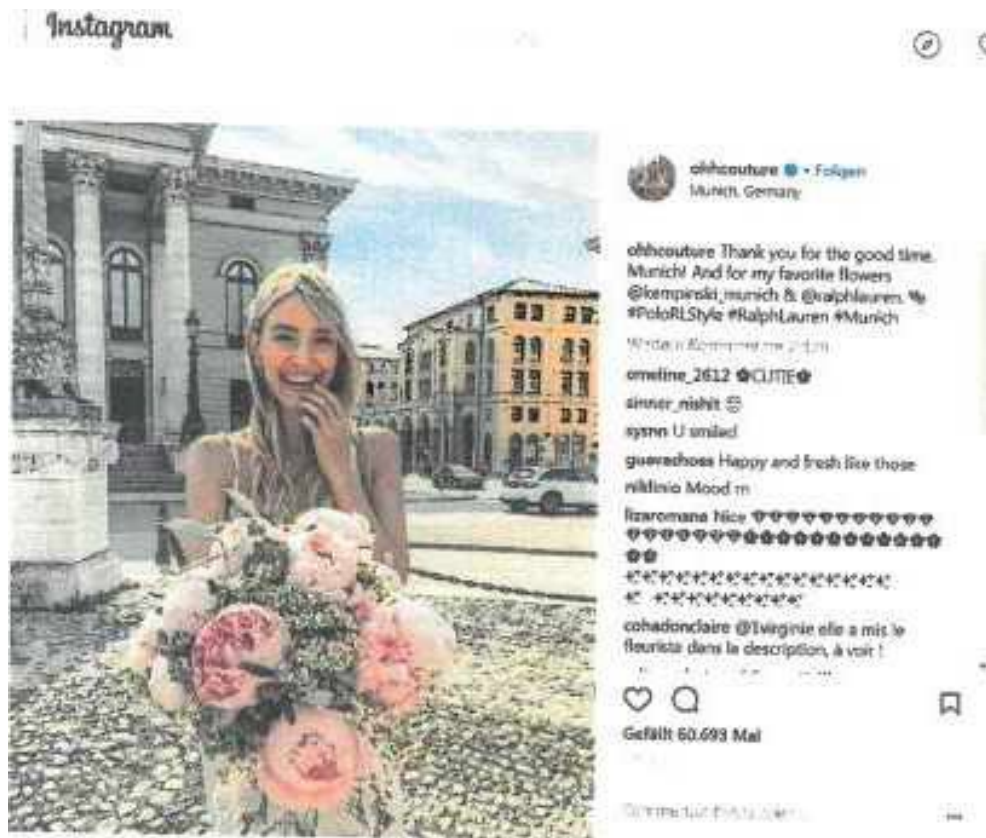 Instagram
ohhcouture • Folgen
Munich, Germany
ohhcouture Thank you for the good time,
Munich! And for my favorite flowers
@kempinski_munich & @ralphlauren.
#PoloRLStyle #RalphLauren #Munich
omeline_2612 CUTIE
sinner_nishit
sysnn U smiled
guavachoss Happy and fresh like those
niklinio Mood
lizaromana Nice
cohadonclaire @1virginie elle a mis le
fleuriste dans la description, à voir !
Gefällt 60.693 Mal